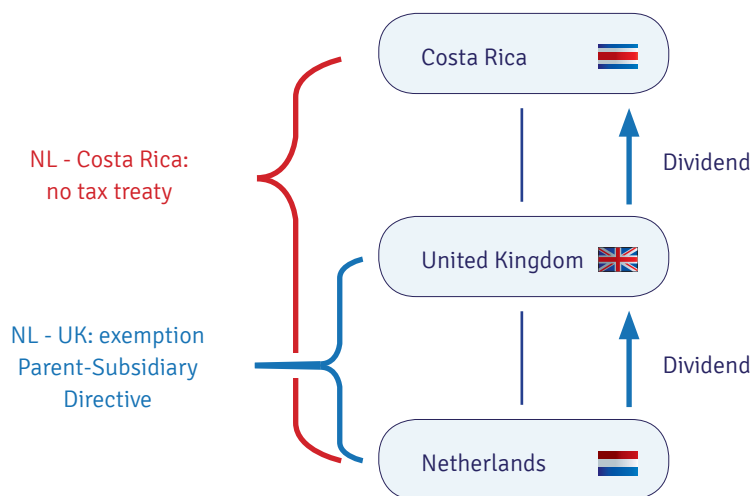 Costa Rica
NL - Costa Rica:
no tax treaty
Dividend
United Kingdom
NL - UK: exemption
Parent-Subsidiary
Directive
Dividend
Netherlands